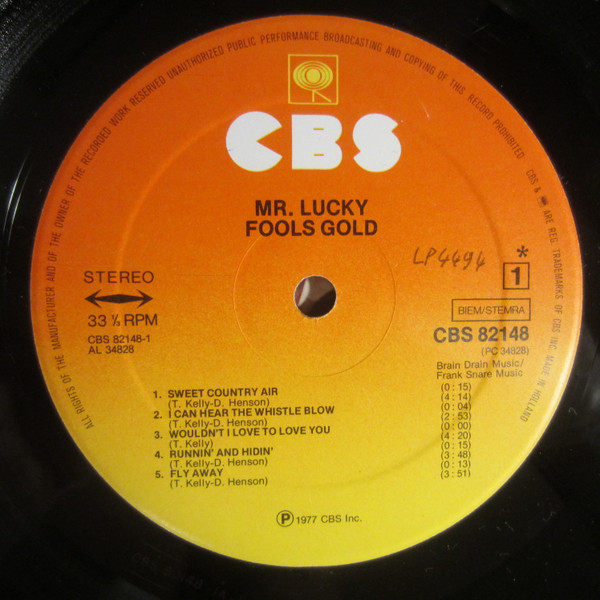 ALL RIGHTS OF THE MANUFACTURER AND OF THE OWNER OF THE RECORDED WORK RESERVED UNAUTHORIZED PUBLIC PERFORMANCE BROADCASTING AND COPYING OF THIS RECORD PROHIBITED
CBS & ARE REG. TRADEMARKS OF CBS INC. MADE IN HOLLAND
CBS
MR. LUCKY
FOOLS GOLD
LP4494
*
1
STEREO
33 ⅓ RPM
CBS 82148-1
AL 34828
BIEM/STEMRA
CBS 82148
(PC 34828)
Brain Drain Music/
Frank Snare Music
(0:15)
1. SWEET COUNTRY AIR (4:14)
(T. Kelly-D. Henson) (0:04)
2. I CAN HEAR THE WHISTLE BLOW (2:53)
(T. Kelly-D. Henson) (0:00)
3. WOULDN'T I LOVE TO LOVE YOU (4:20)
(T. Kelly) (0:15)
4. RUNNIN' AND HIDIN' (3:48)
(T. Kelly-D. Henson) (0:13)
5. FLY AWAY (3:51)
(T. Kelly-D. Henson)
℗ 1977 CBS Inc.